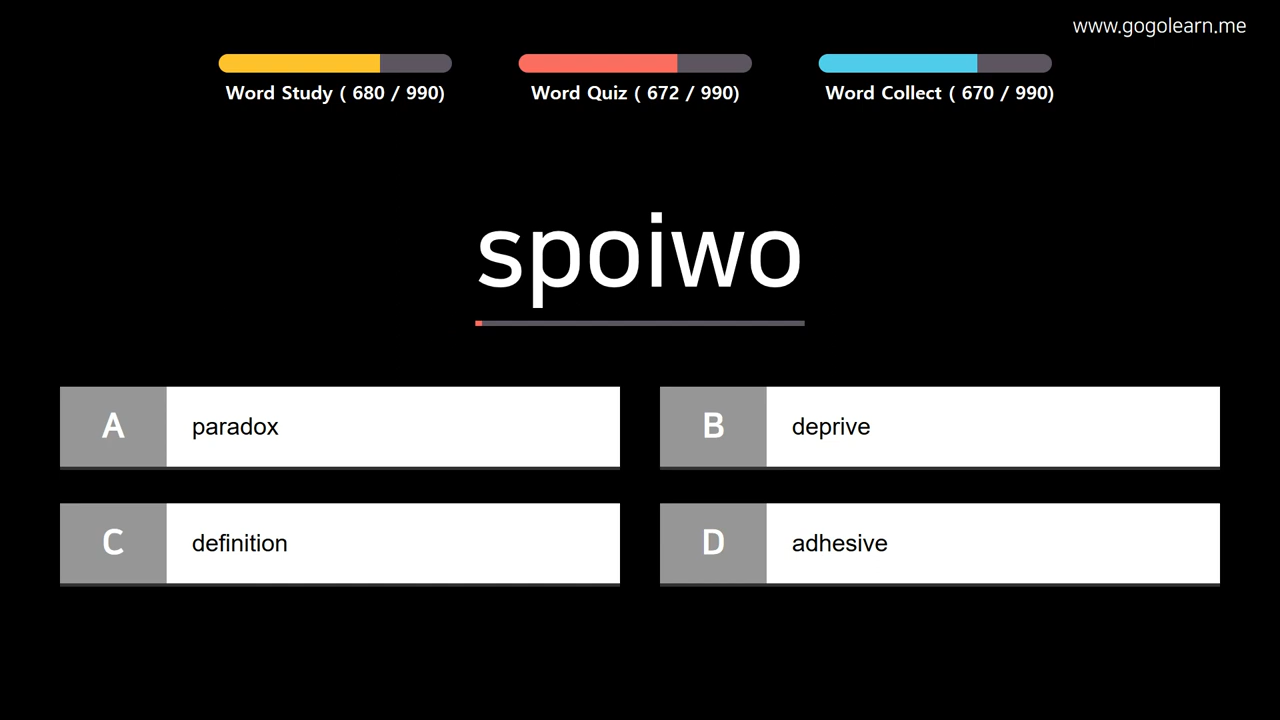 www.gogolearn.me
Word Study ( 680 / 990)
Word Quiz ( 672 / 990)
Word Collect ( 670 / 990)
spoiwo
A paradox
B deprive
C definition
D adhesive